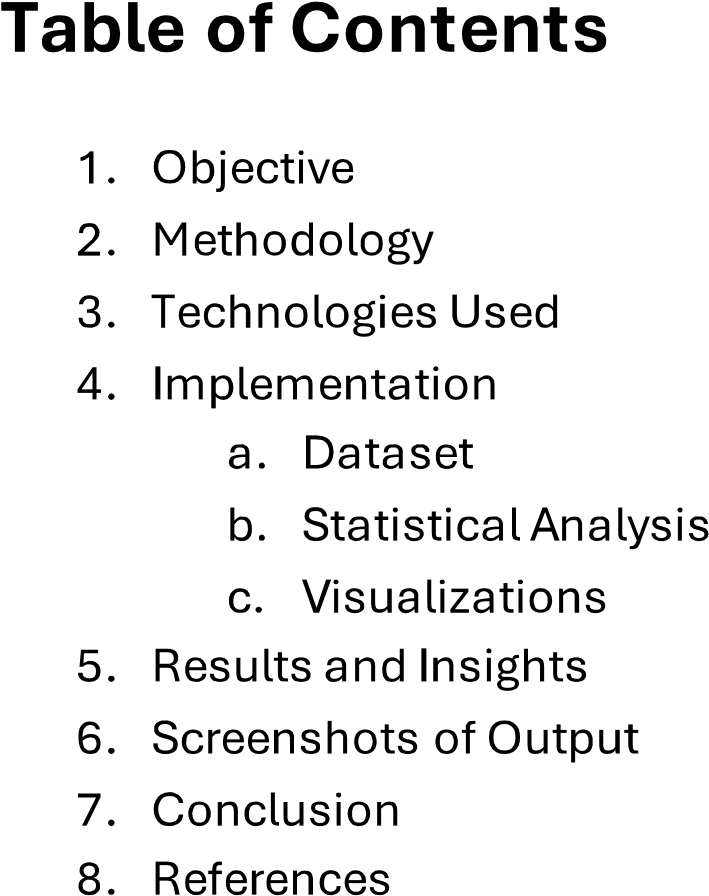 Table of Contents
1. Objective
2. Methodology
3. Technologies Used
4. Implementation
a. Dataset
b. Statistical Analysis
c. Visualizations
5. Results and Insights
6. Screenshots of Output
7. Conclusion
8. References